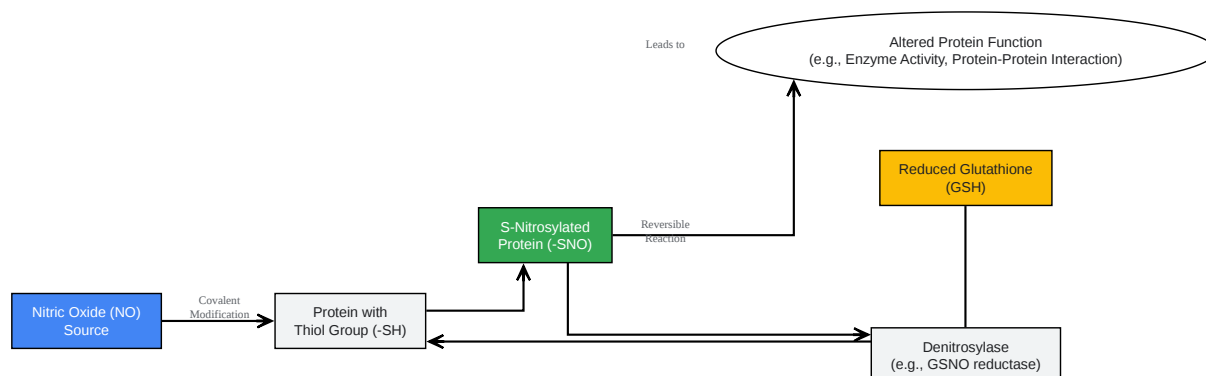 Leads to
Altered Protein Function
(e.g., Enzyme Activity, Protein-Protein Interaction)
Reduced Glutathione
(GSH)
S-Nitrosylated
Protein (-SNO)
Reversible
Reaction
Nitric Oxide (NO)
Source
Covalent
Modification
Protein with
Thiol Group (-SH)
Denitrosylase
(e.g., GSNO reductase)